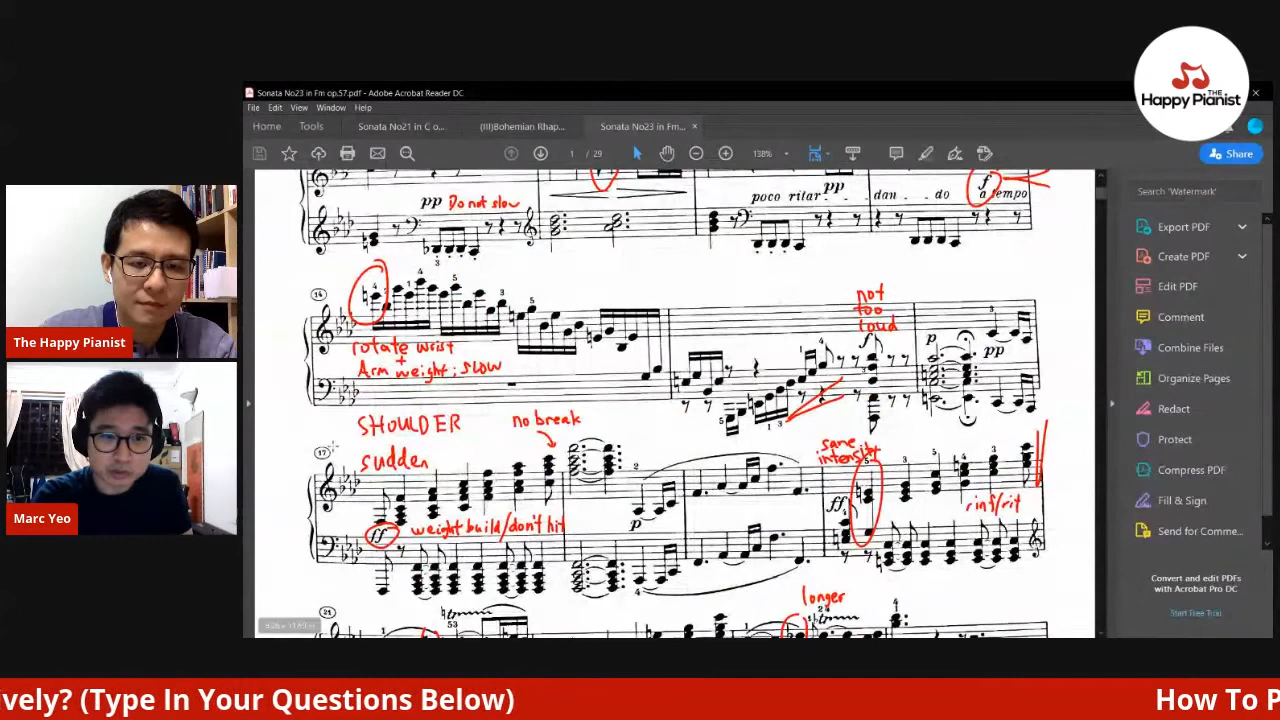 THE
Happy Pianist
Sonata No23 in Fm op.57.pdf - Adobe Acrobat Reader DC
File Edit View Window Help
Home Tools Sonata No21 in C o... (III)Bohemian Rhap... Sonata No23 in Fm... ×
1 / 29 138% Share
Search 'Watermark'
Export PDF
Create PDF
Edit PDF
Comment
Combine Files
Organize Pages
Redact
Protect
Compress PDF
Fill & Sign
Send for Comme...
Convert and edit PDFs
with Acrobat Pro DC
Start Free Trial
pp Do not slow
poco ritar. pp dan do f a tempo
14
rotate wrist
+
Arm weight; slow
not
too
loud
f
p
pp
SHOULDER
no break
17
sudden
ff weight build/don't hit
p
same
intensity
ff
rinf/rit
21
longer
The Happy Pianist
Marc Yeo
ively? (Type In Your Questions Below)
How To P